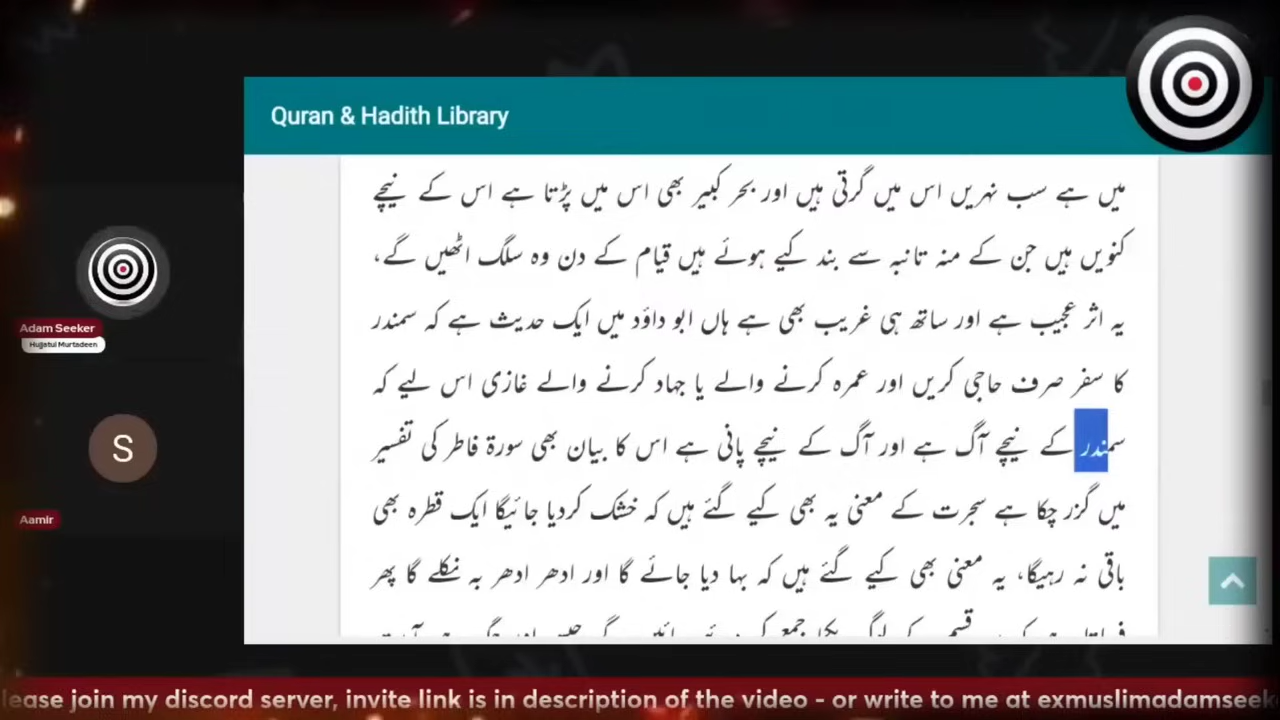 Quran & Hadith Library
میں ہے سب نہریں اس میں گرتی ہیں اور بحر کبیر بھی اس میں پڑتا ہے اس کے نیچے
کنویں ہیں جن کے منہ تانبہ سے بند کیے ہوئے ہیں قیام کے دن وہ سلگ اٹھیں گے،
یہ اثر عجیب ہے اور ساتھ ہی غریب بھی ہے ہاں ابو داؤد میں ایک حدیث ہے کہ سمندر
کا سفر صرف حاجی کریں اور عمرہ کرنے والے یا جہاد کرنے والے غازی اس لیے کہ
سمندر کے نیچے آگ ہے اور آگ کے نیچے پانی ہے اس کا بیان بھی سورۃ فاطر کی تفسیر
میں گزر چکا ہے سجرت کے معنی یہ بھی کیے گئے ہیں کہ خشک کردیا جائیگا ایک قطرہ بھی
باقی نہ رہیگا، یہ معنی بھی کیے گئے ہیں کہ بہا دیا جائے گا اور ادھر ادھر بہ نکلے گا پھر
Adam Seeker
Hujjatul Murtadeen
S
Aamir
lease join my discord server, invite link is in description of the video - or write to me at exmuslimadamseek